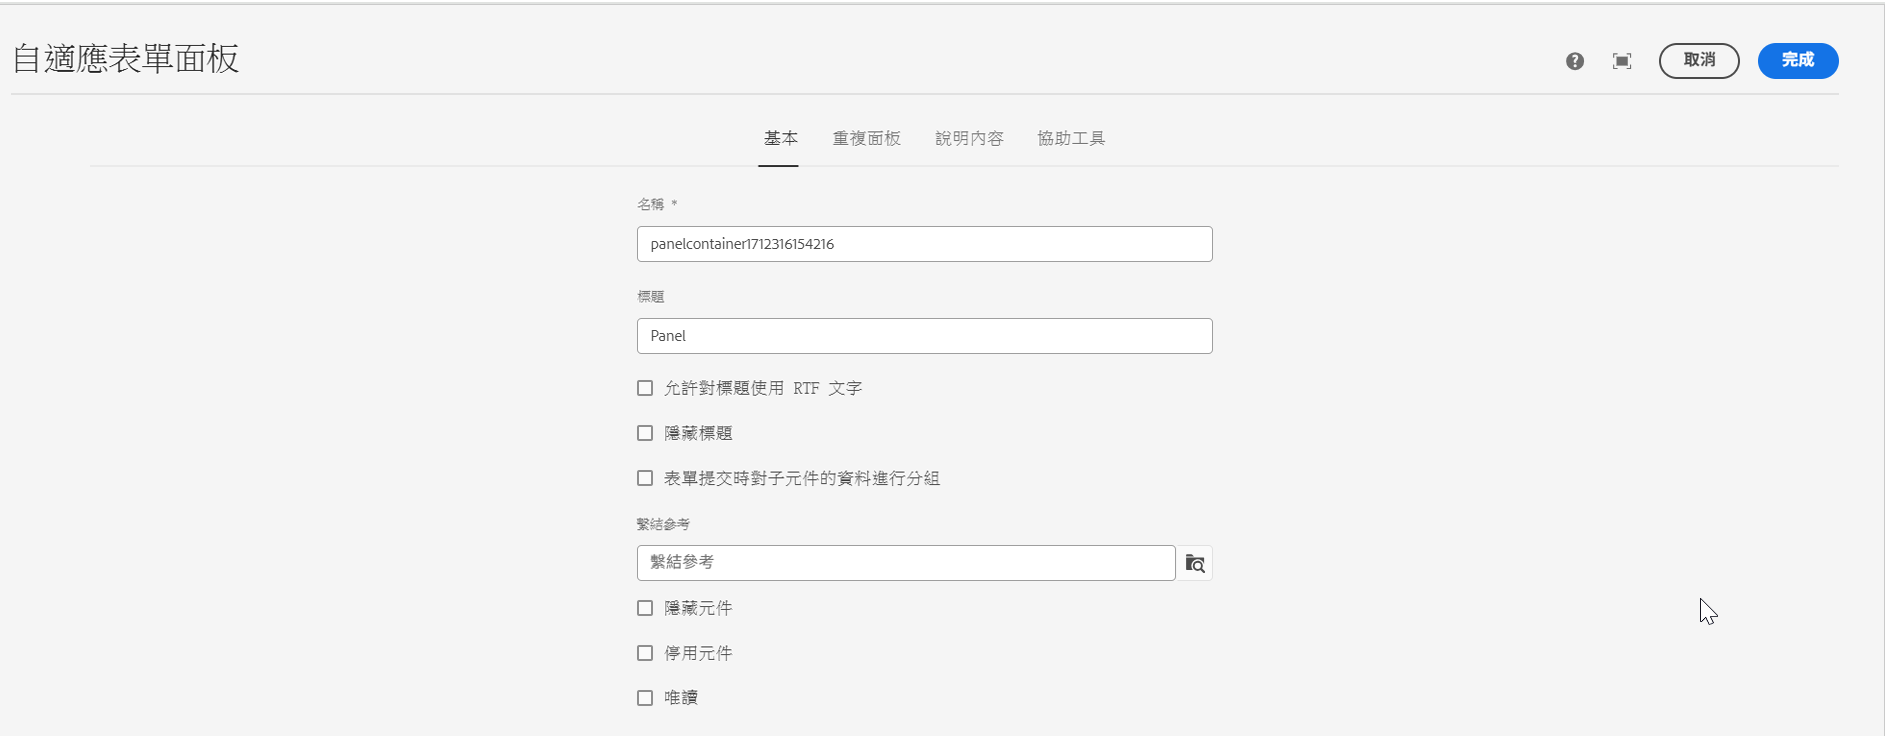 自適應表單面板
取消
完成
基本 重複面板 說明內容 協助工具
名稱 *
panelcontainer1712316154216
標題
Panel
允許對標題使用 RTF 文字
隱藏標題
表單提交時對子元件的資料進行分組
繫結參考
繫結參考
隱藏元件
停用元件
唯讀